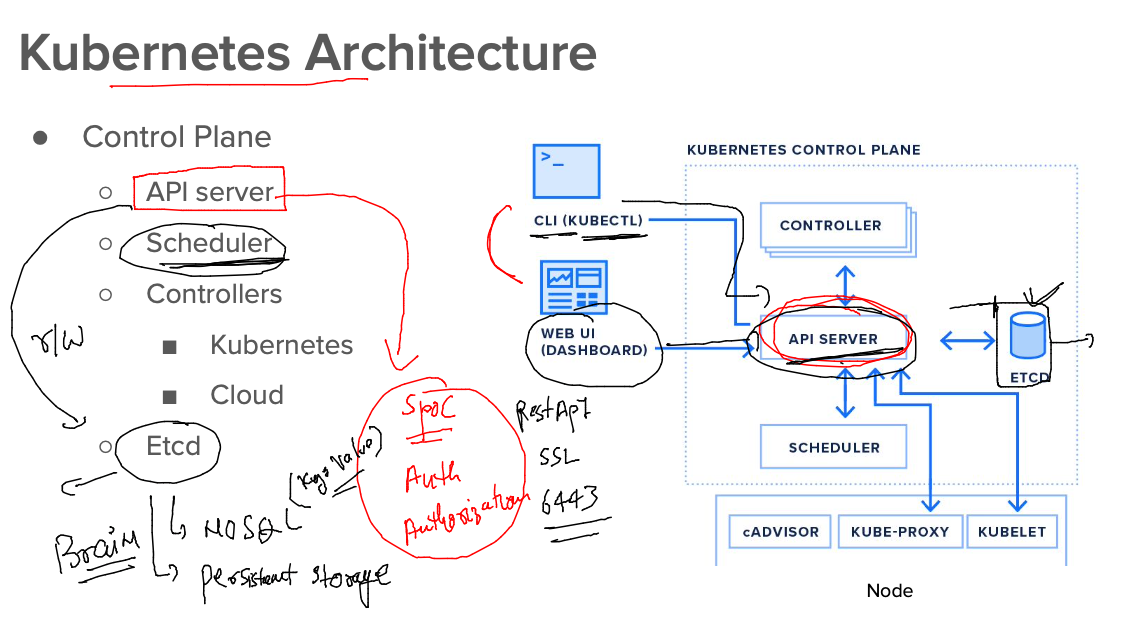 Kubernetes Architecture
● Control Plane
○ API server
○ Scheduler
○ Controllers
■ Kubernetes
■ Cloud
○ Etcd
r/w
Brain
NOSQL
(Key:Value)
Persistent storage
SPOC
Auth
Authorization
RestApI
SSL
6443
KUBERNETES CONTROL PLANE
>_
CLI (KUBECTL)
WEB UI
(DASHBOARD)
CONTROLLER
API SERVER
ETCD
SCHEDULER
cADVISOR
KUBE-PROXY
KUBELET
Node